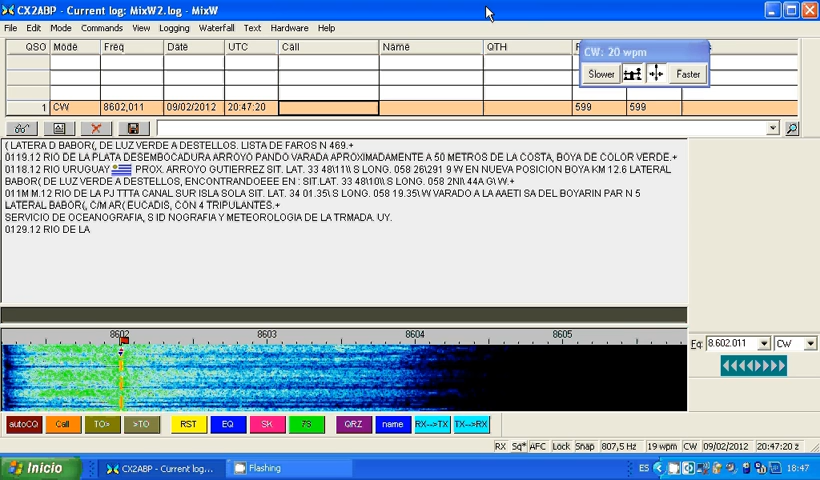 CX2ABP - Current log: MixW2.log - MixW
File Edit Mode Commands View Logging Waterfall Text Hardware Help
QSO Mode Freq Date UTC Call Name QTH
CW: 20 wpm
Slower Faster
1 CW 8602,011 09/02/2012 20:47:20 599 599
( LATERA D BABOR(, DE LUZ VERDE A DESTELLOS. LISTA DE FAROS N 469.+
0119.12 RIO DE LA PLATA DESEMBOCADURA ARROYO PANDO VARADA APROXIMADAMENTE A 50 METROS DE LA COSTA, BOYA DE COLOR VERDE.+
0118.12 RIO URUGUAY PROX. ARROYO GUTIERREZ SIT. LAT. 33 48\11\\ S LONG. 058 26\291 9 W EN NUEVA POSICION BOYA KM 12.6 LATERAL
BABOR( DE LUZ VERDE A DESTELLOS, ENCONTRANDOEEE EN : SIT.LAT. 33 48\10\\ S LONG. 058 2NI\ 44A G\ W.+
011M M.12 RIO DE LA PJ TTTA CANAL SUR ISLA SOLA SIT. LAT. 34 01.35\ S LONG. 058 19.35\ W VARADO A LA AAETI SA DEL BOYARIN PAR N 5
LATERAL BABOR(, C/M AR( EUCADIS, CON 4 TRIPULANTES.+
SERVICIO DE OCEANOGRAFIA, S ID NOGRAFIA Y METEOROLOGIA DE LA TRMADA. UY.
0129.12 RIO DE LA
8602 8603 8604 8605
Fq: 8.602.011 CW
autoCQ Call TO> >TO RST EQ SK 7S QRZ name RX-->TX TX-->RX
RX Sq* AFC Lock Snap 807,5 Hz 19 wpm CW 09/02/2012 20:47:20 z
Inicio CX2ABP - Current log... Flashing ES 18:47